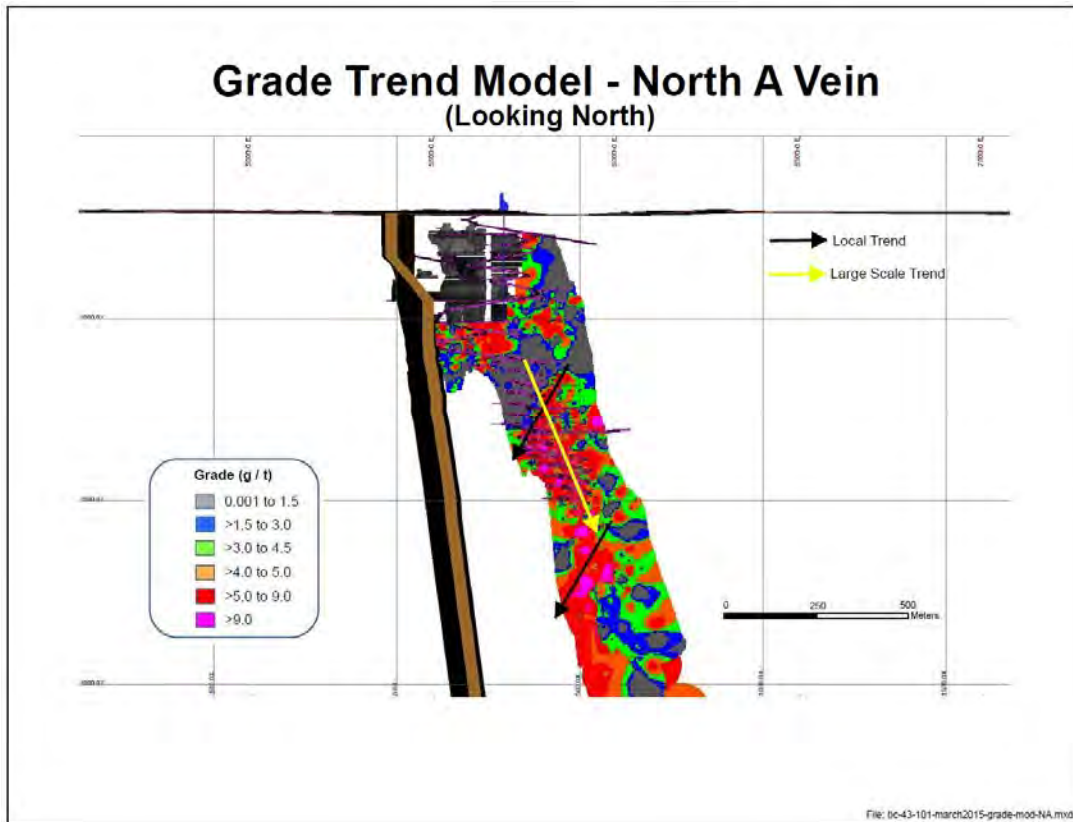 Grade Trend Model - North A Vein
(Looking North)
Local Trend
Large Scale Trend
Grade (g / t)
0.001 to 1.5
>1.5 to 3.0
>3.0 to 4.5
>4.0 to 5.0
>5.0 to 9.0
>9.0
0 250 500
Meters
File: bc-43-101-march2015-grade-mod-NA.mxd